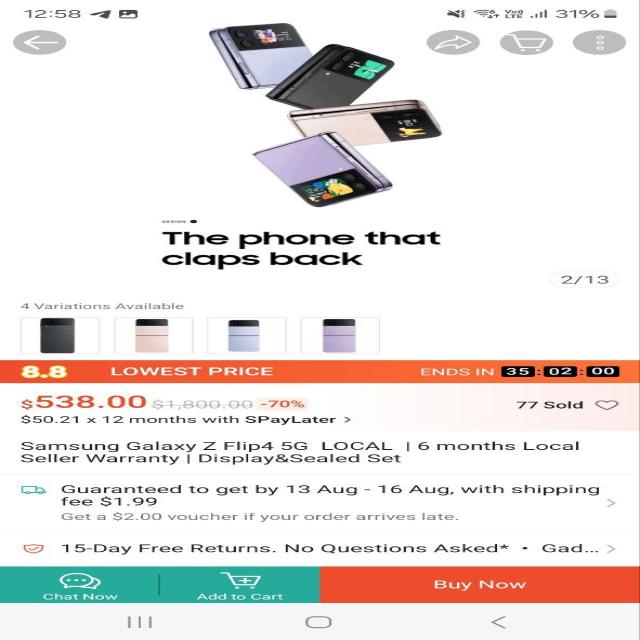 12:58
31%
DESIGN
The phone that
claps back
2/13
4 Variations Available
8.8 LOWEST PRICE ENDS IN 35:02:00
$538.00 $1,800.00 -70% 77 Sold
$50.21 x 12 months with SPayLater >
Samsung Galaxy Z Flip4 5G LOCAL | 6 months Local
Seller Warranty | Display&Sealed Set
Guaranteed to get by 13 Aug - 16 Aug, with shipping
fee $1.99
Get a $2.00 voucher if your order arrives late.
15-Day Free Returns. No Questions Asked* • Gad...
Chat Now
Add to Cart
Buy Now